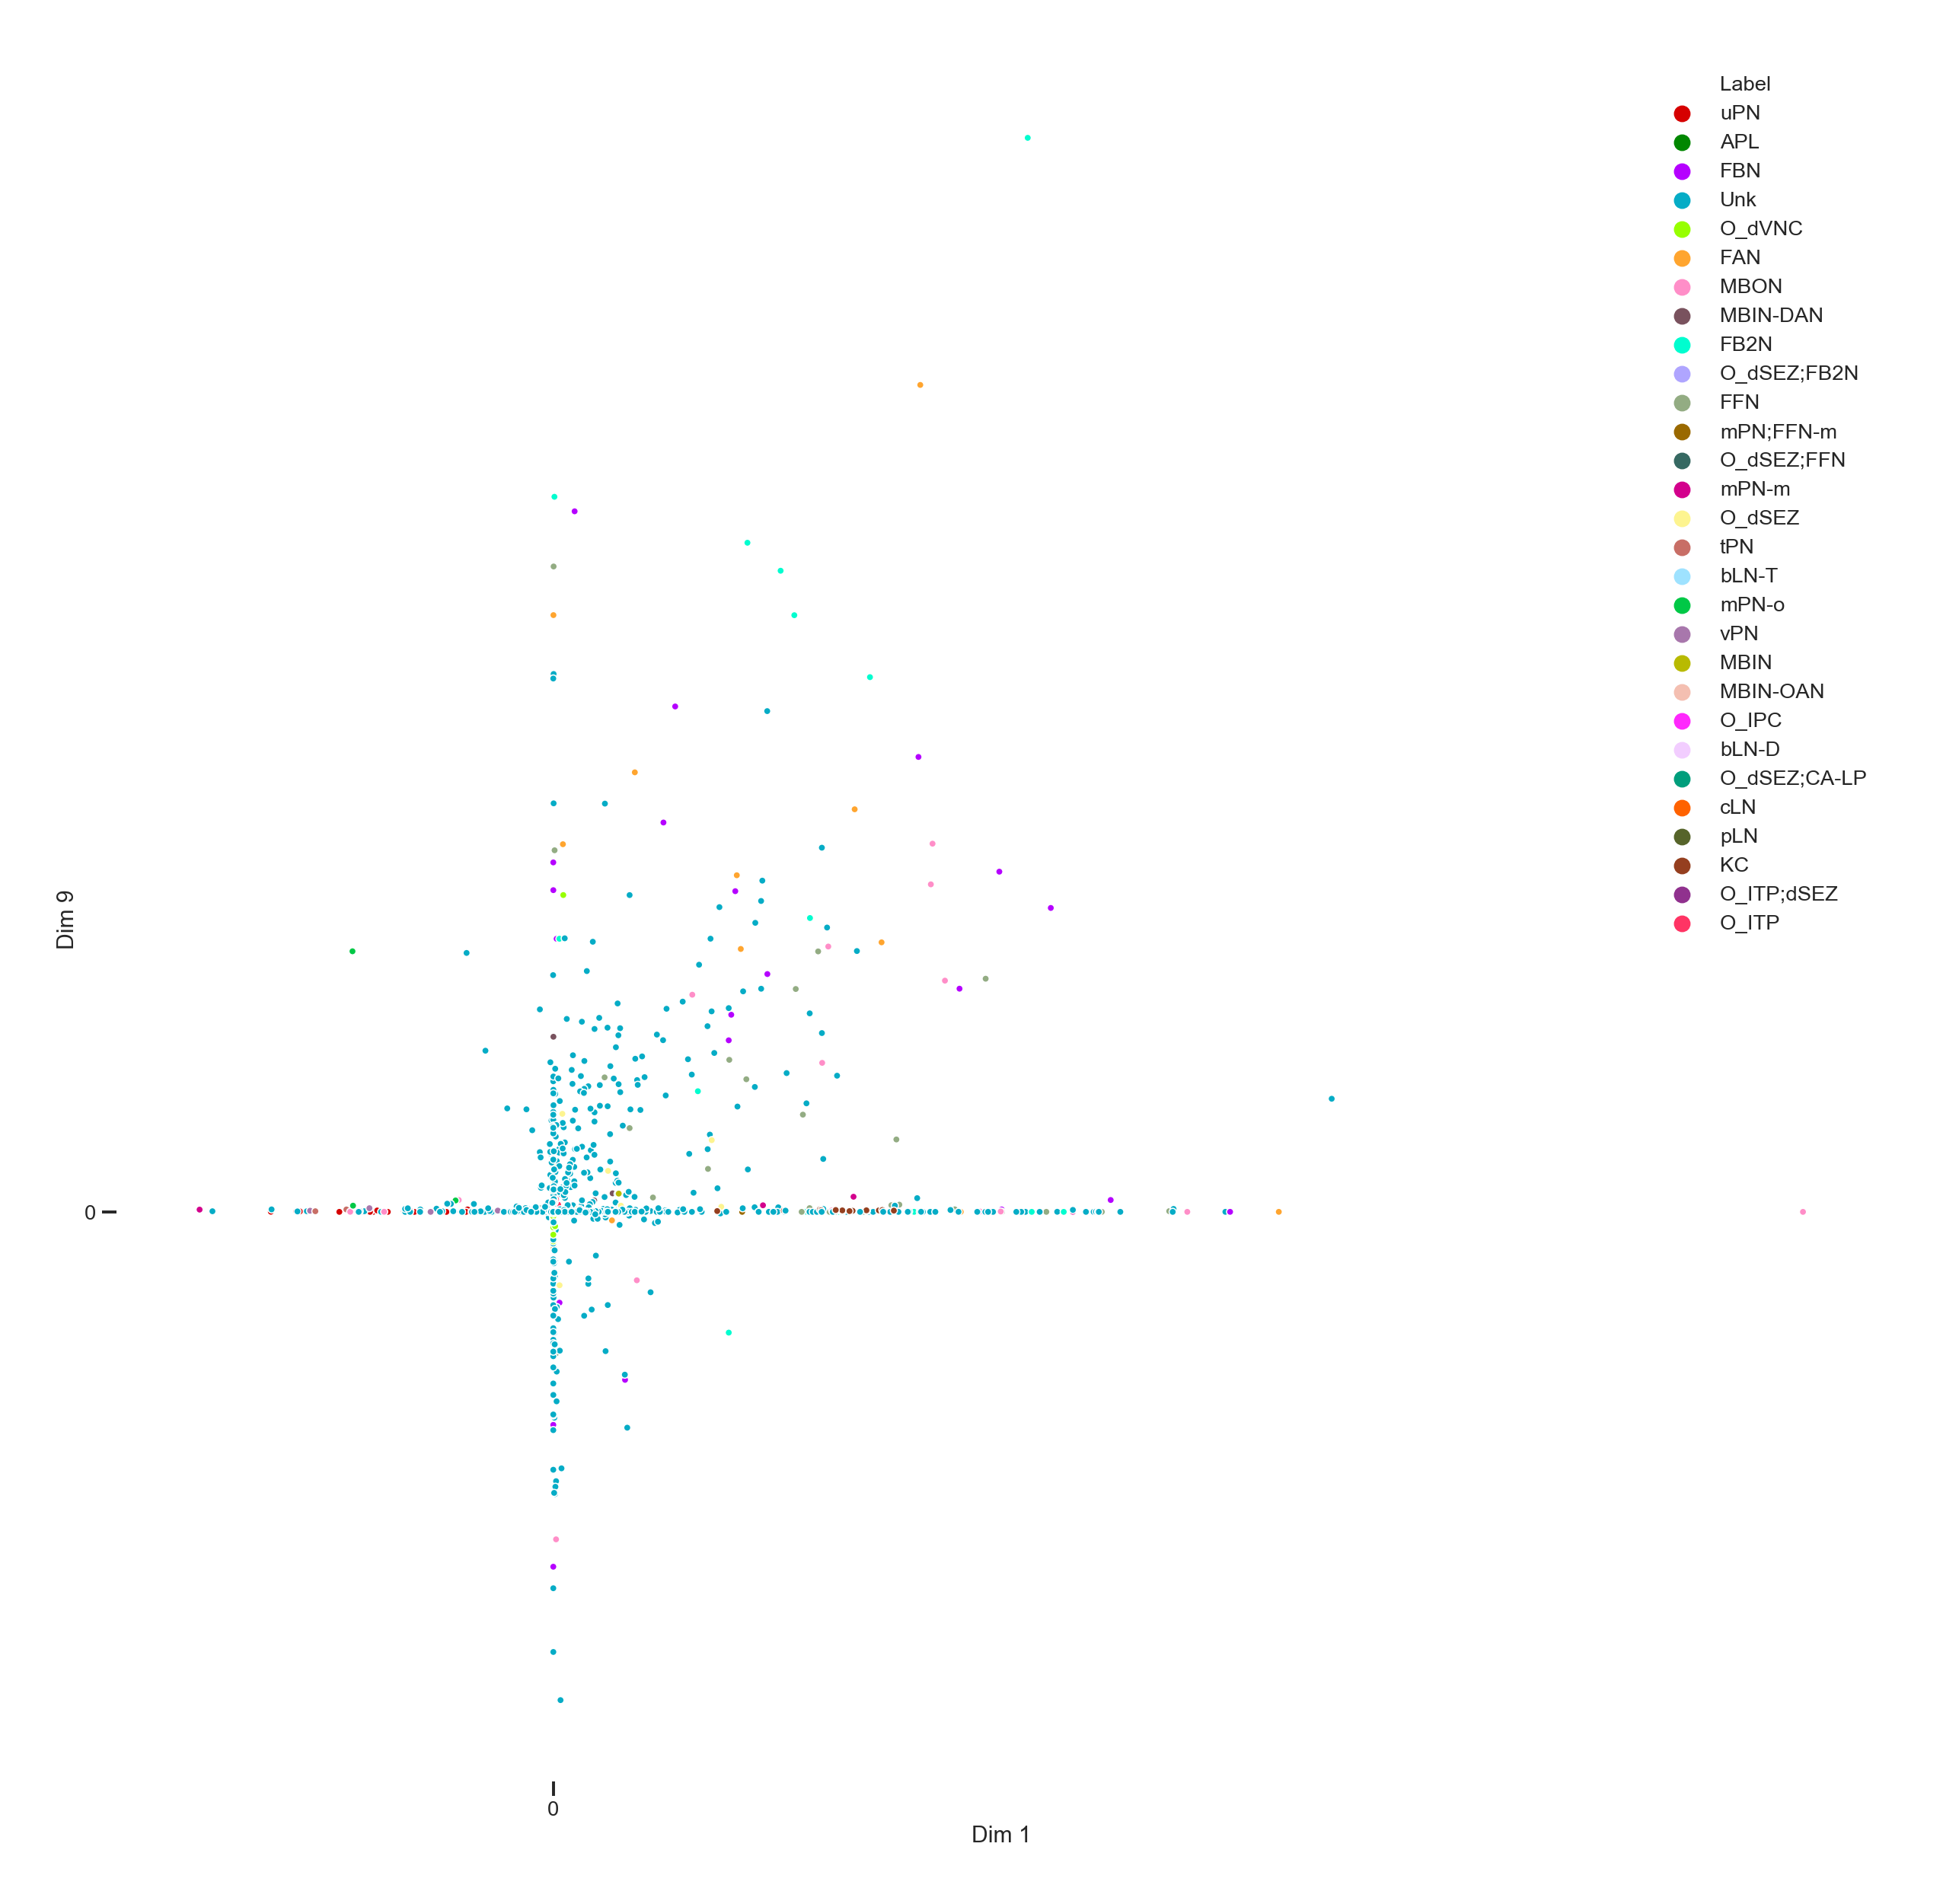 Label
uPN
APL
FBN
Unk
O_dVNC
FAN
MBON
MBIN-DAN
FB2N
O_dSEZ;FB2N
FFN
mPN;FFN-m
O_dSEZ;FFN
mPN-m
O_dSEZ
tPN
bLN-T
mPN-o
vPN
MBIN
MBIN-OAN
O_IPC
bLN-D
O_dSEZ;CA-LP
cLN
pLN
KC
O_ITP;dSEZ
O_ITP
Dim 9
0
0
Dim 1